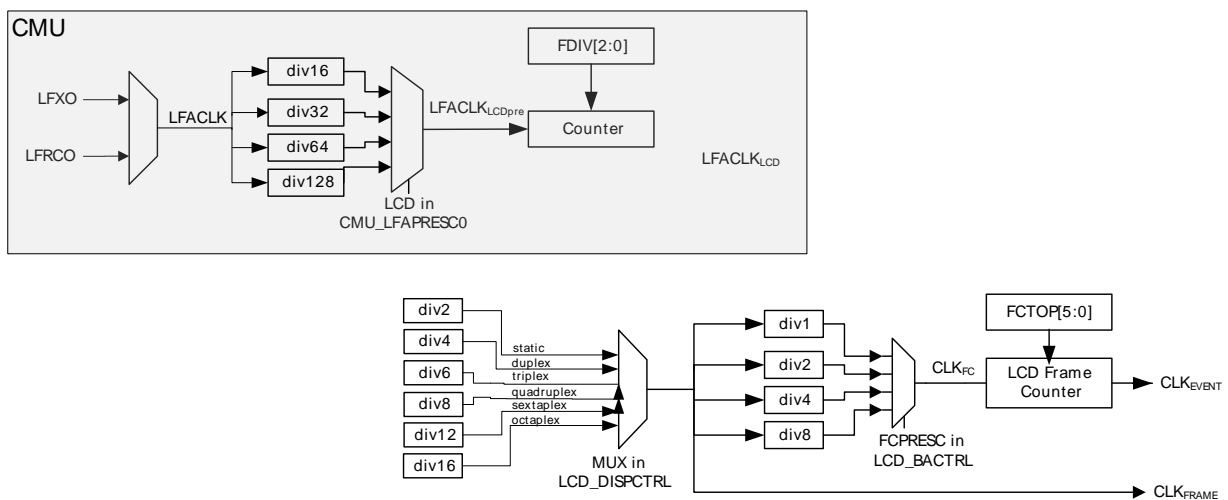 CMU
LFXO
LFRCO
LFACLK
div16
div32
div64
div128
LCD in
CMU_LFAPRESC0
LFACLKLCDpre
FDIV[2:0]
Counter
LFACLKLCD
div2
div4
div6
div8
div12
div16
static
duplex
triplex
quadruplex
sextaplex
octaplex
MUX in
LCD_DISPCTRL
div1
div2
div4
div8
FCPRESC in
LCD_BACTRL
CLKFC
FCTOP[5:0]
LCD Frame
Counter
CLKEVENT
CLKFRAME